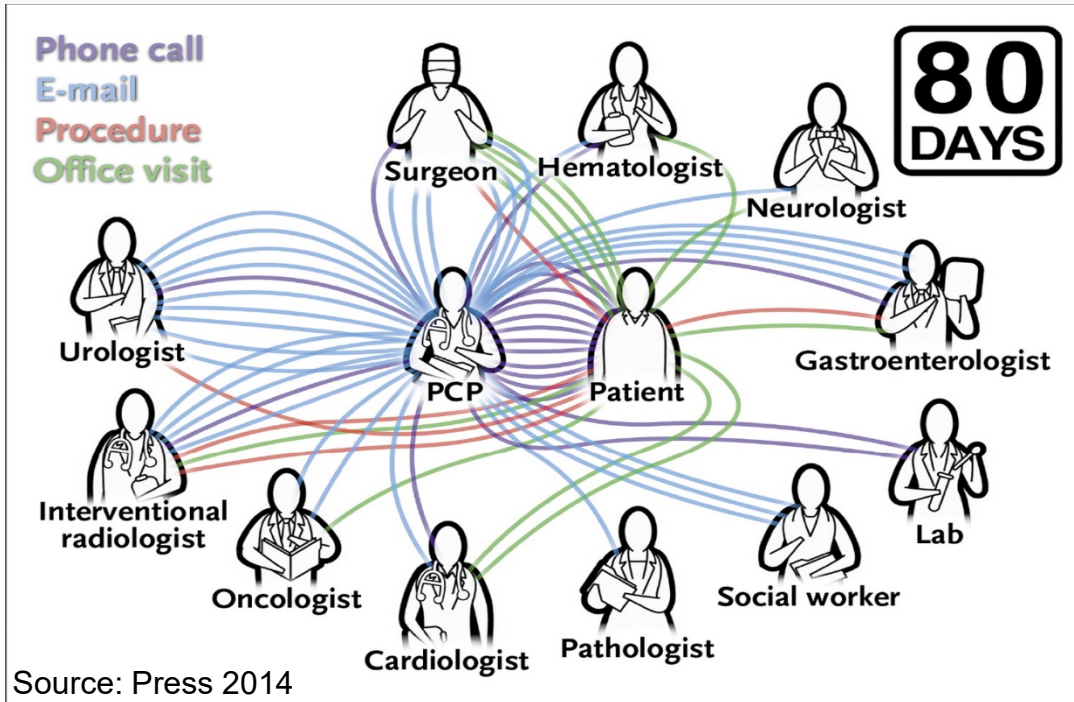 Phone call
E-mail
Procedure
Office visit
80
DAYS
Surgeon
Hematologist
Neurologist
Urologist
PCP
Patient
Gastroenterologist
Interventional
radiologist
Oncologist
Cardiologist
Pathologist
Social worker
Lab
Source: Press 2014